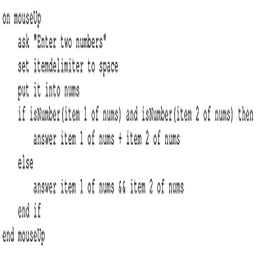 on mouseUp
ask "Enter two numbers"
set itemdelimiter to space
put it into nums
if isNumber(item 1 of nums) and isNumber(item 2 of nums) then
answer item 1 of nums + item 2 of nums
else
answer item 1 of nums && item 2 of nums
end if
end mouseUp